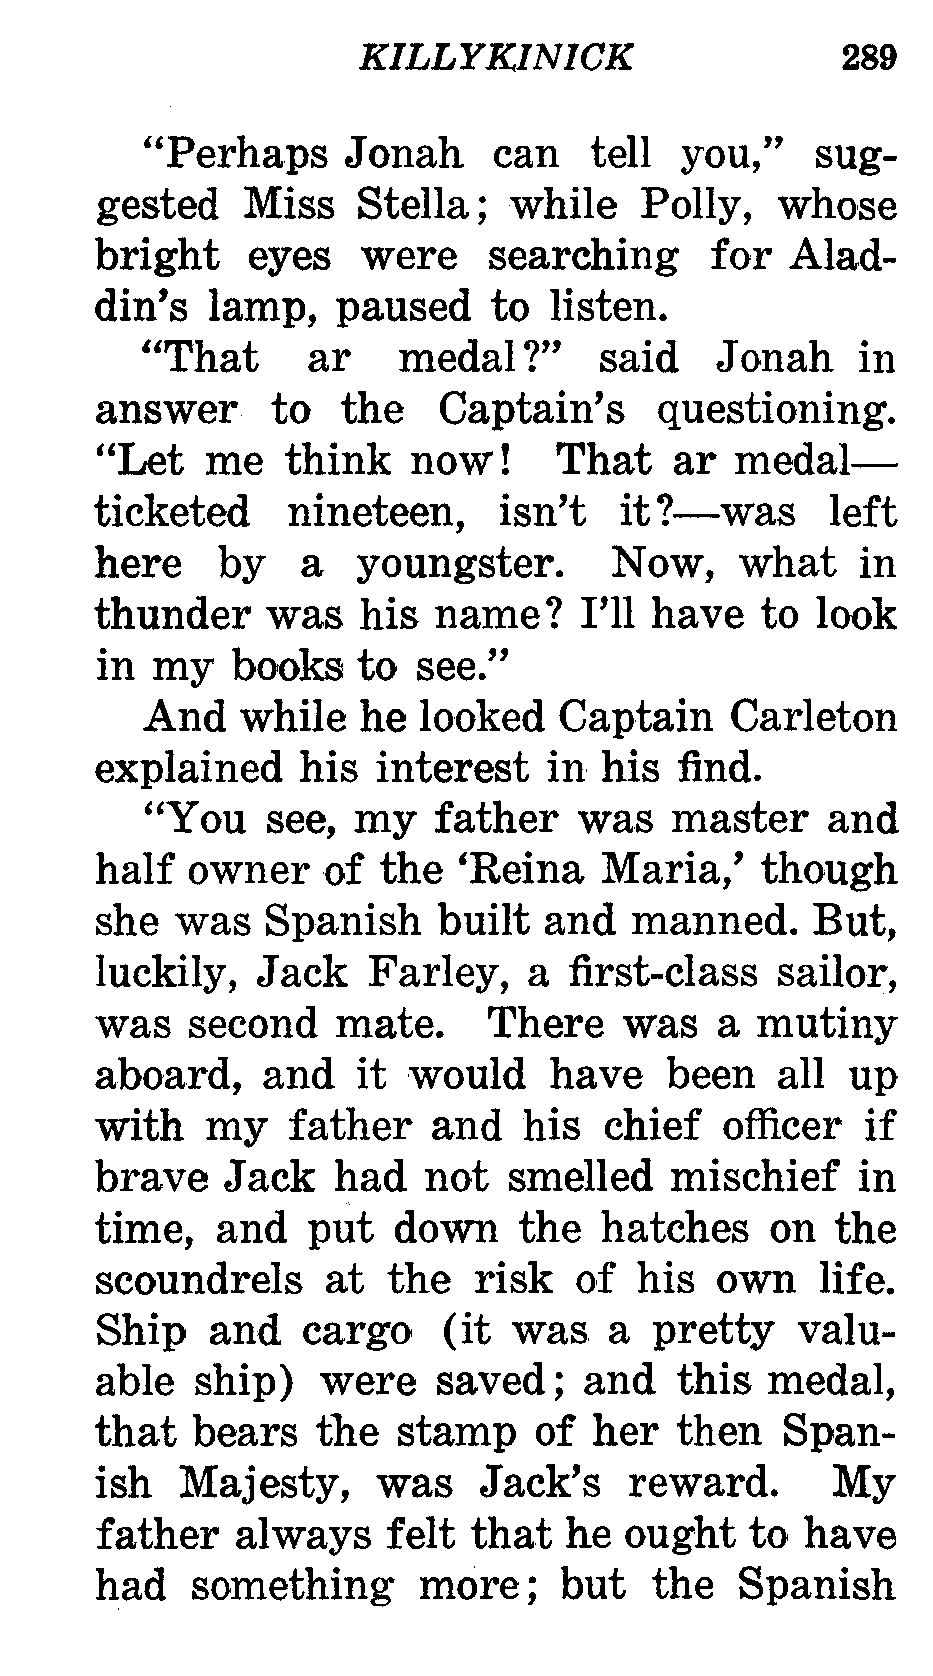 KILLYKINICK 289
“Perhaps Jonah can tell you,” sug-
gested Miss Stella; while Polly, whose
bright eyes were searching for Alad-
din’s lamp, paused to listen.
“That ar medal?” said Jonah in
answer to the Captain’s questioning.
“Let me think now! That ar medal—
ticketed nineteen, isn’t it?—was left
here by a youngster. Now, what in
thunder was his name? I’ll have to look
in my books to see.”
And while he looked Captain Carleton
explained his interest in his find.
“You see, my father was master and
half owner of the ‘Reina Maria,’ though
she was Spanish built and manned. But,
luckily, Jack Farley, a first-class sailor,
was second mate. There was a mutiny
aboard, and it would have been all up
with my father and his chief officer if
brave Jack had not smelled mischief in
time, and put down the hatches on the
scoundrels at the risk of his own life.
Ship and cargo (it was a pretty valu-
able ship) were saved; and this medal,
that bears the stamp of her then Span-
ish Majesty, was Jack’s reward. My
father always felt that he ought to have
had something more; but the Spanish